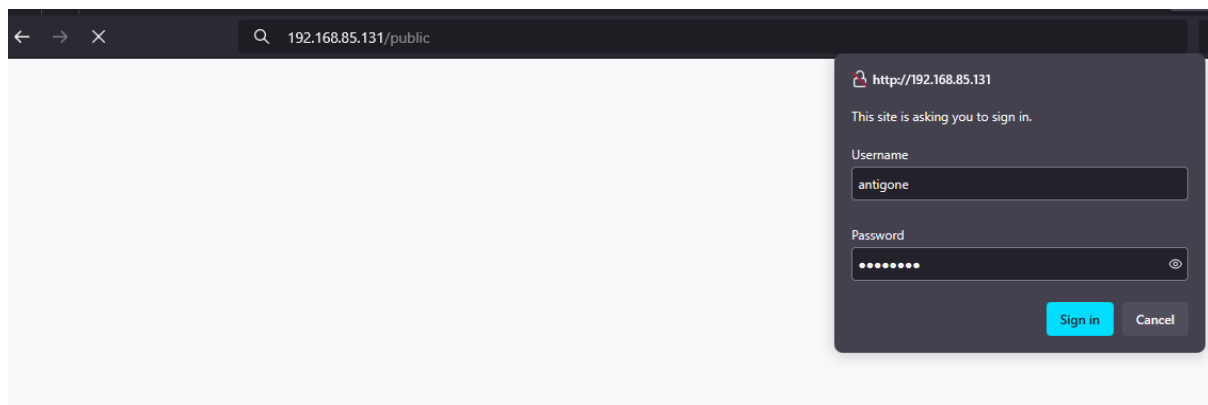 192.168.85.131/public
http://192.168.85.131
This site is asking you to sign in.
Username
antigone
Password
••••••••
Sign in Cancel